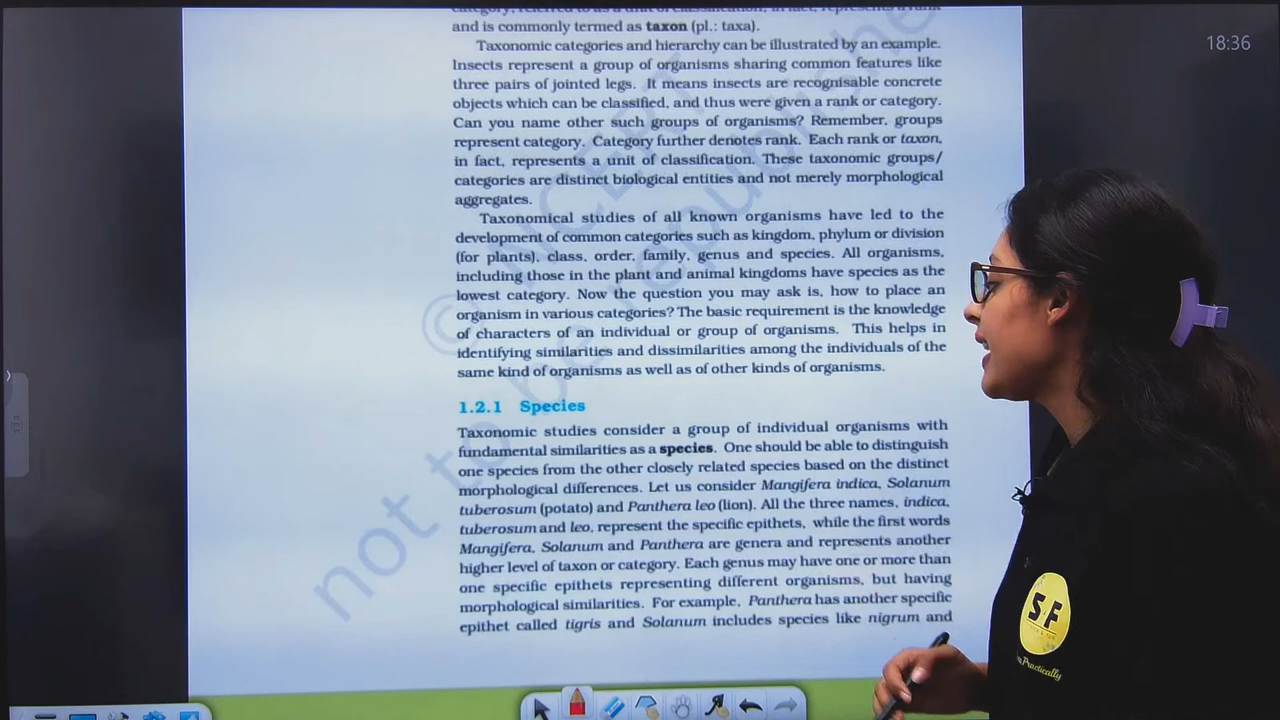 and is commonly termed as taxon (pl.: taxa).
Taxonomic categories and hierarchy can be illustrated by an example.
Insects represent a group of organisms sharing common features like
three pairs of jointed legs. It means insects are recognisable concrete
objects which can be classified, and thus were given a rank or category.
Can you name other such groups of organisms? Remember, groups
represent category. Category further denotes rank. Each rank or taxon,
in fact, represents a unit of classification. These taxonomic groups/
categories are distinct biological entities and not merely morphological
aggregates.
Taxonomical studies of all known organisms have led to the
development of common categories such as kingdom, phylum or division
(for plants), class, order, family, genus and species. All organisms,
including those in the plant and animal kingdoms have species as the
lowest category. Now the question you may ask is, how to place an
organism in various categories? The basic requirement is the knowledge
of characters of an individual or group of organisms. This helps in
identifying similarities and dissimilarities among the individuals of the
same kind of organisms as well as of other kinds of organisms.
1.2.1 Species
Taxonomic studies consider a group of individual organisms with
fundamental similarities as a species. One should be able to distinguish
one species from the other closely related species based on the distinct
morphological differences. Let us consider Mangifera indica, Solanum
tuberosum (potato) and Panthera leo (lion). All the three names, indica,
tuberosum and leo, represent the specific epithets, while the first words
Mangifera, Solanum and Panthera are genera and represents another
higher level of taxon or category. Each genus may have one or more than
one specific epithets representing different organisms, but having
morphological similarities. For example, Panthera has another specific
epithet called tigris and Solanum includes species like nigrum and
© NCERT
not to be republished
18:36
SF
Practically